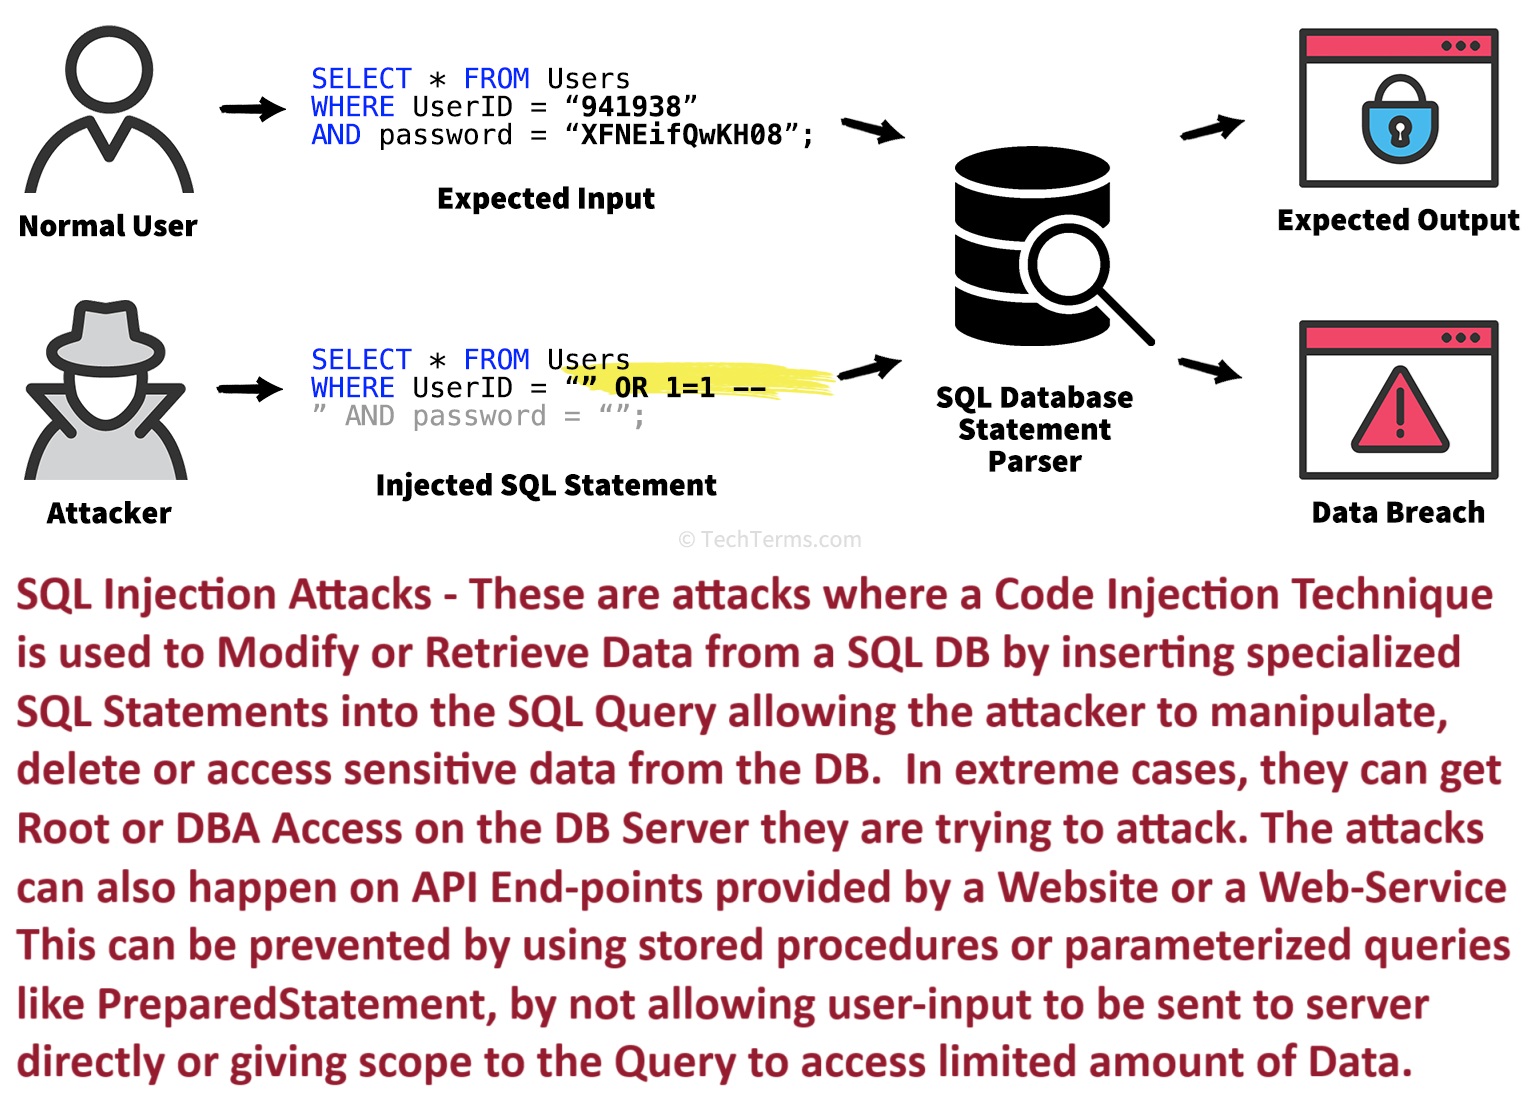 SELECT * FROM Users
WHERE UserID = “941938”
AND password = “XFNEifQwKH08”;
Expected Input
Normal User
Expected Output
SELECT * FROM Users
WHERE UserID = “” OR 1=1 --
” AND password = “”;
Injected SQL Statement
Attacker
SQL Database
Statement
Parser
Data Breach
© TechTerms.com
SQL Injection Attacks - These are attacks where a Code Injection Technique
is used to Modify or Retrieve Data from a SQL DB by inserting specialized
SQL Statements into the SQL Query allowing the attacker to manipulate,
delete or access sensitive data from the DB.  In extreme cases, they can get
Root or DBA Access on the DB Server they are trying to attack. The attacks
can also happen on API End-points provided by a Website or a Web-Service
This can be prevented by using stored procedures or parameterized queries
like PreparedStatement, by not allowing user-input to be sent to server
directly or giving scope to the Query to access limited amount of Data.